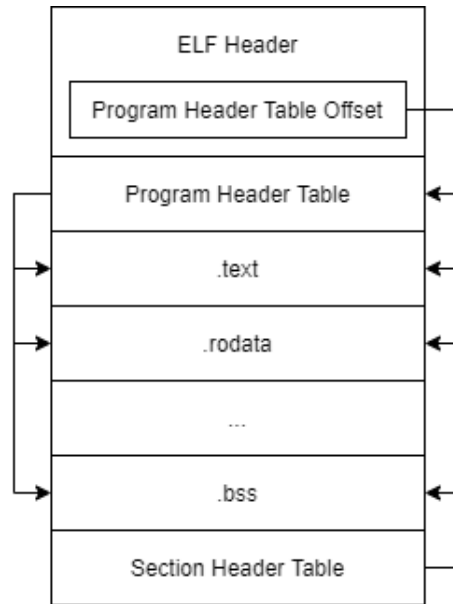 ELF Header
Program Header Table Offset
Program Header Table
.text
.rodata
...
.bss
Section Header Table